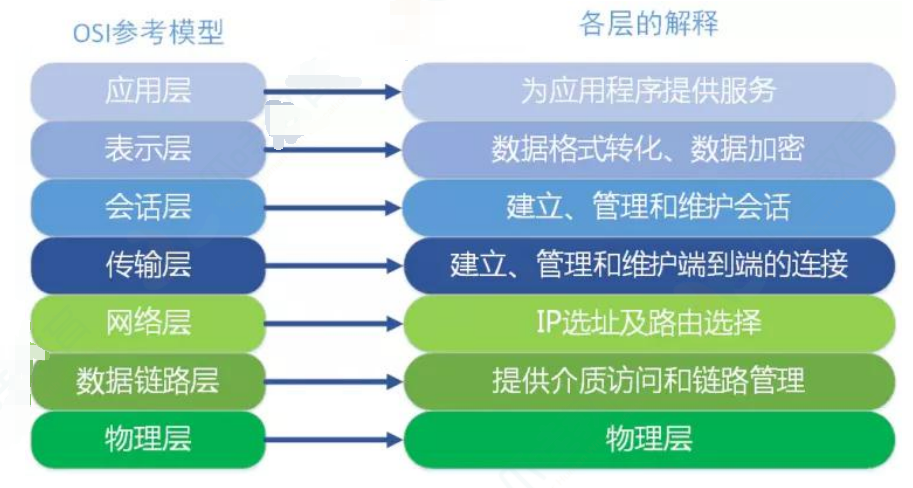 OSI参考模型 各层的解释
应用层 为应用程序提供服务
表示层 数据格式转化、数据加密
会话层 建立、管理和维护会话
传输层 建立、管理和维护端到端的连接
网络层 IP选址及路由选择
数据链路层 提供介质访问和链路管理
物理层 物理层